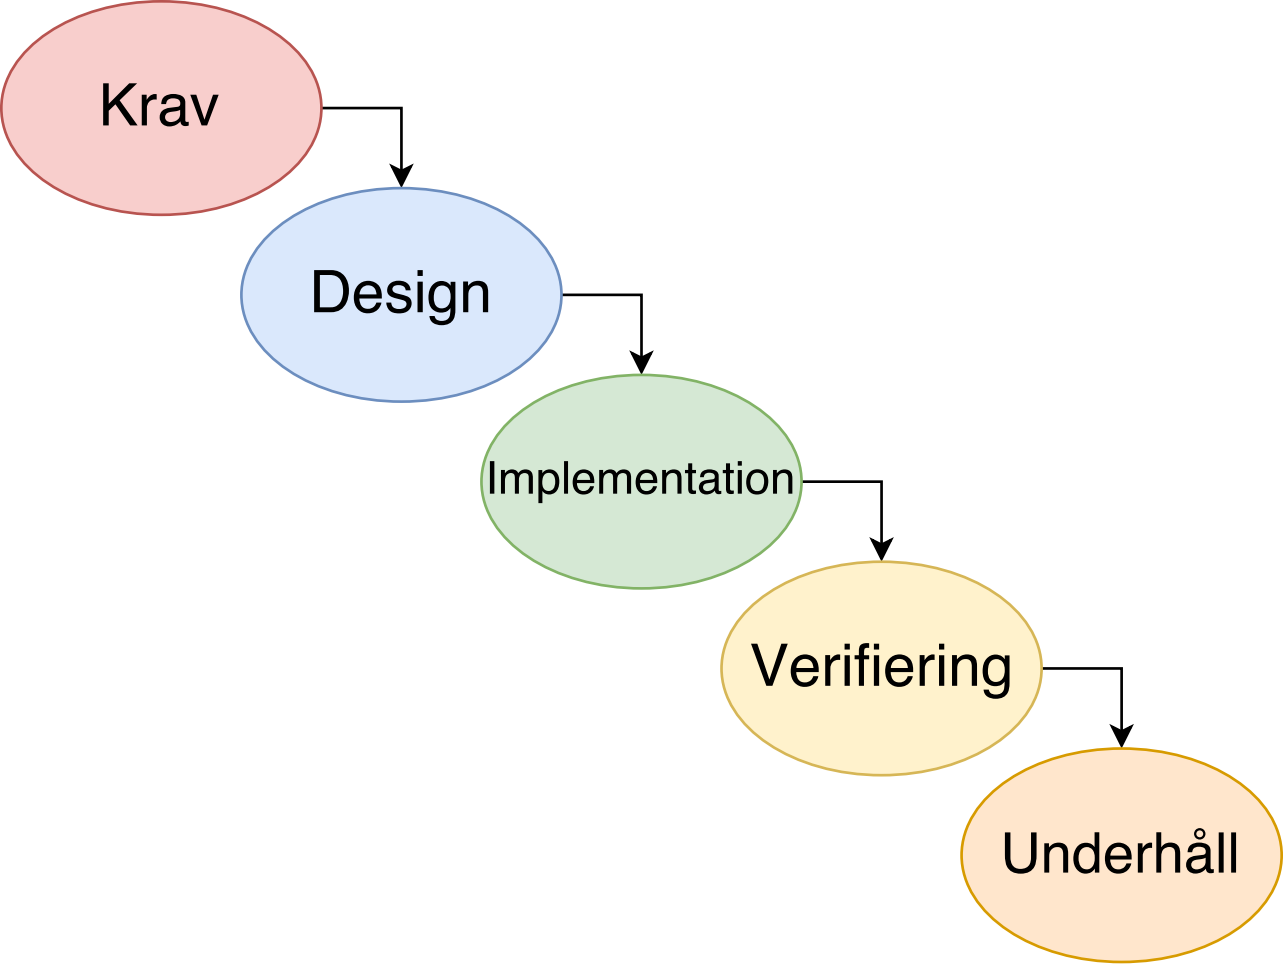 Krav
Design
Implementation
Verifiering
Underhåll